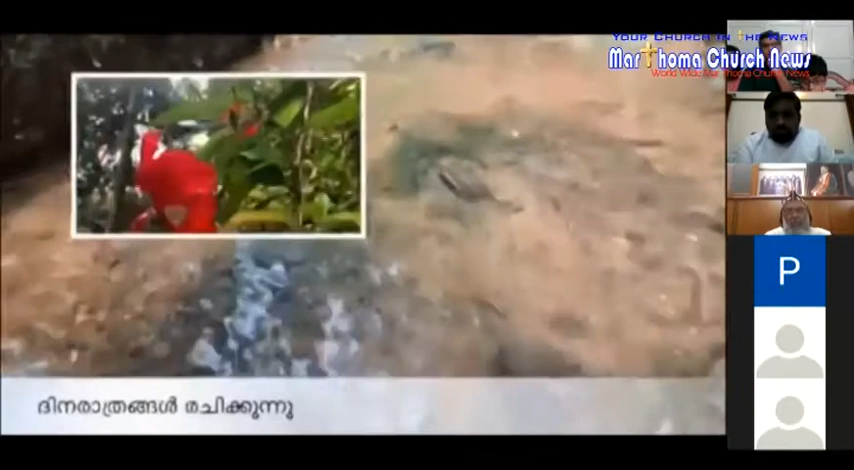 YOUR CHURCH IN THE NEWS
Mar Thoma Church News
World Wide Mar Thoma Church News
P
ദിനരാത്രങ്ങൾ രചിക്കുന്നു